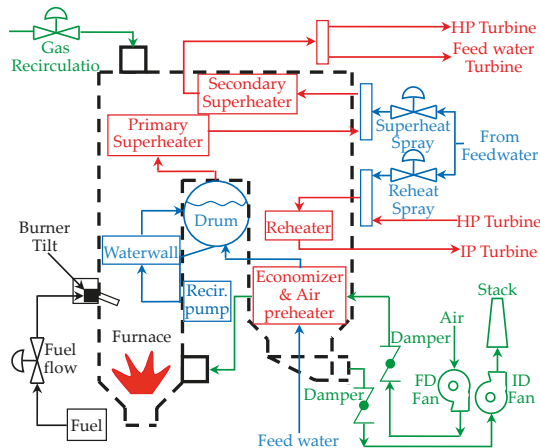 Gas
Recirculatio
HP Turbine
Feed water
Turbine
Secondary
Superheater
Primary
Superheater
Superheat
Spray
From
Feedwater
Reheat
Spray
Drum
Reheater
HP Turbine
IP Turbine
Burner
Tilt
Waterwall
Recir.
pump
Economizer
& Air
preheater
Stack
Furnace
Damper
Air
Fuel
flow
FD
Fan
ID
Fan
Damper
Fuel
Feed water